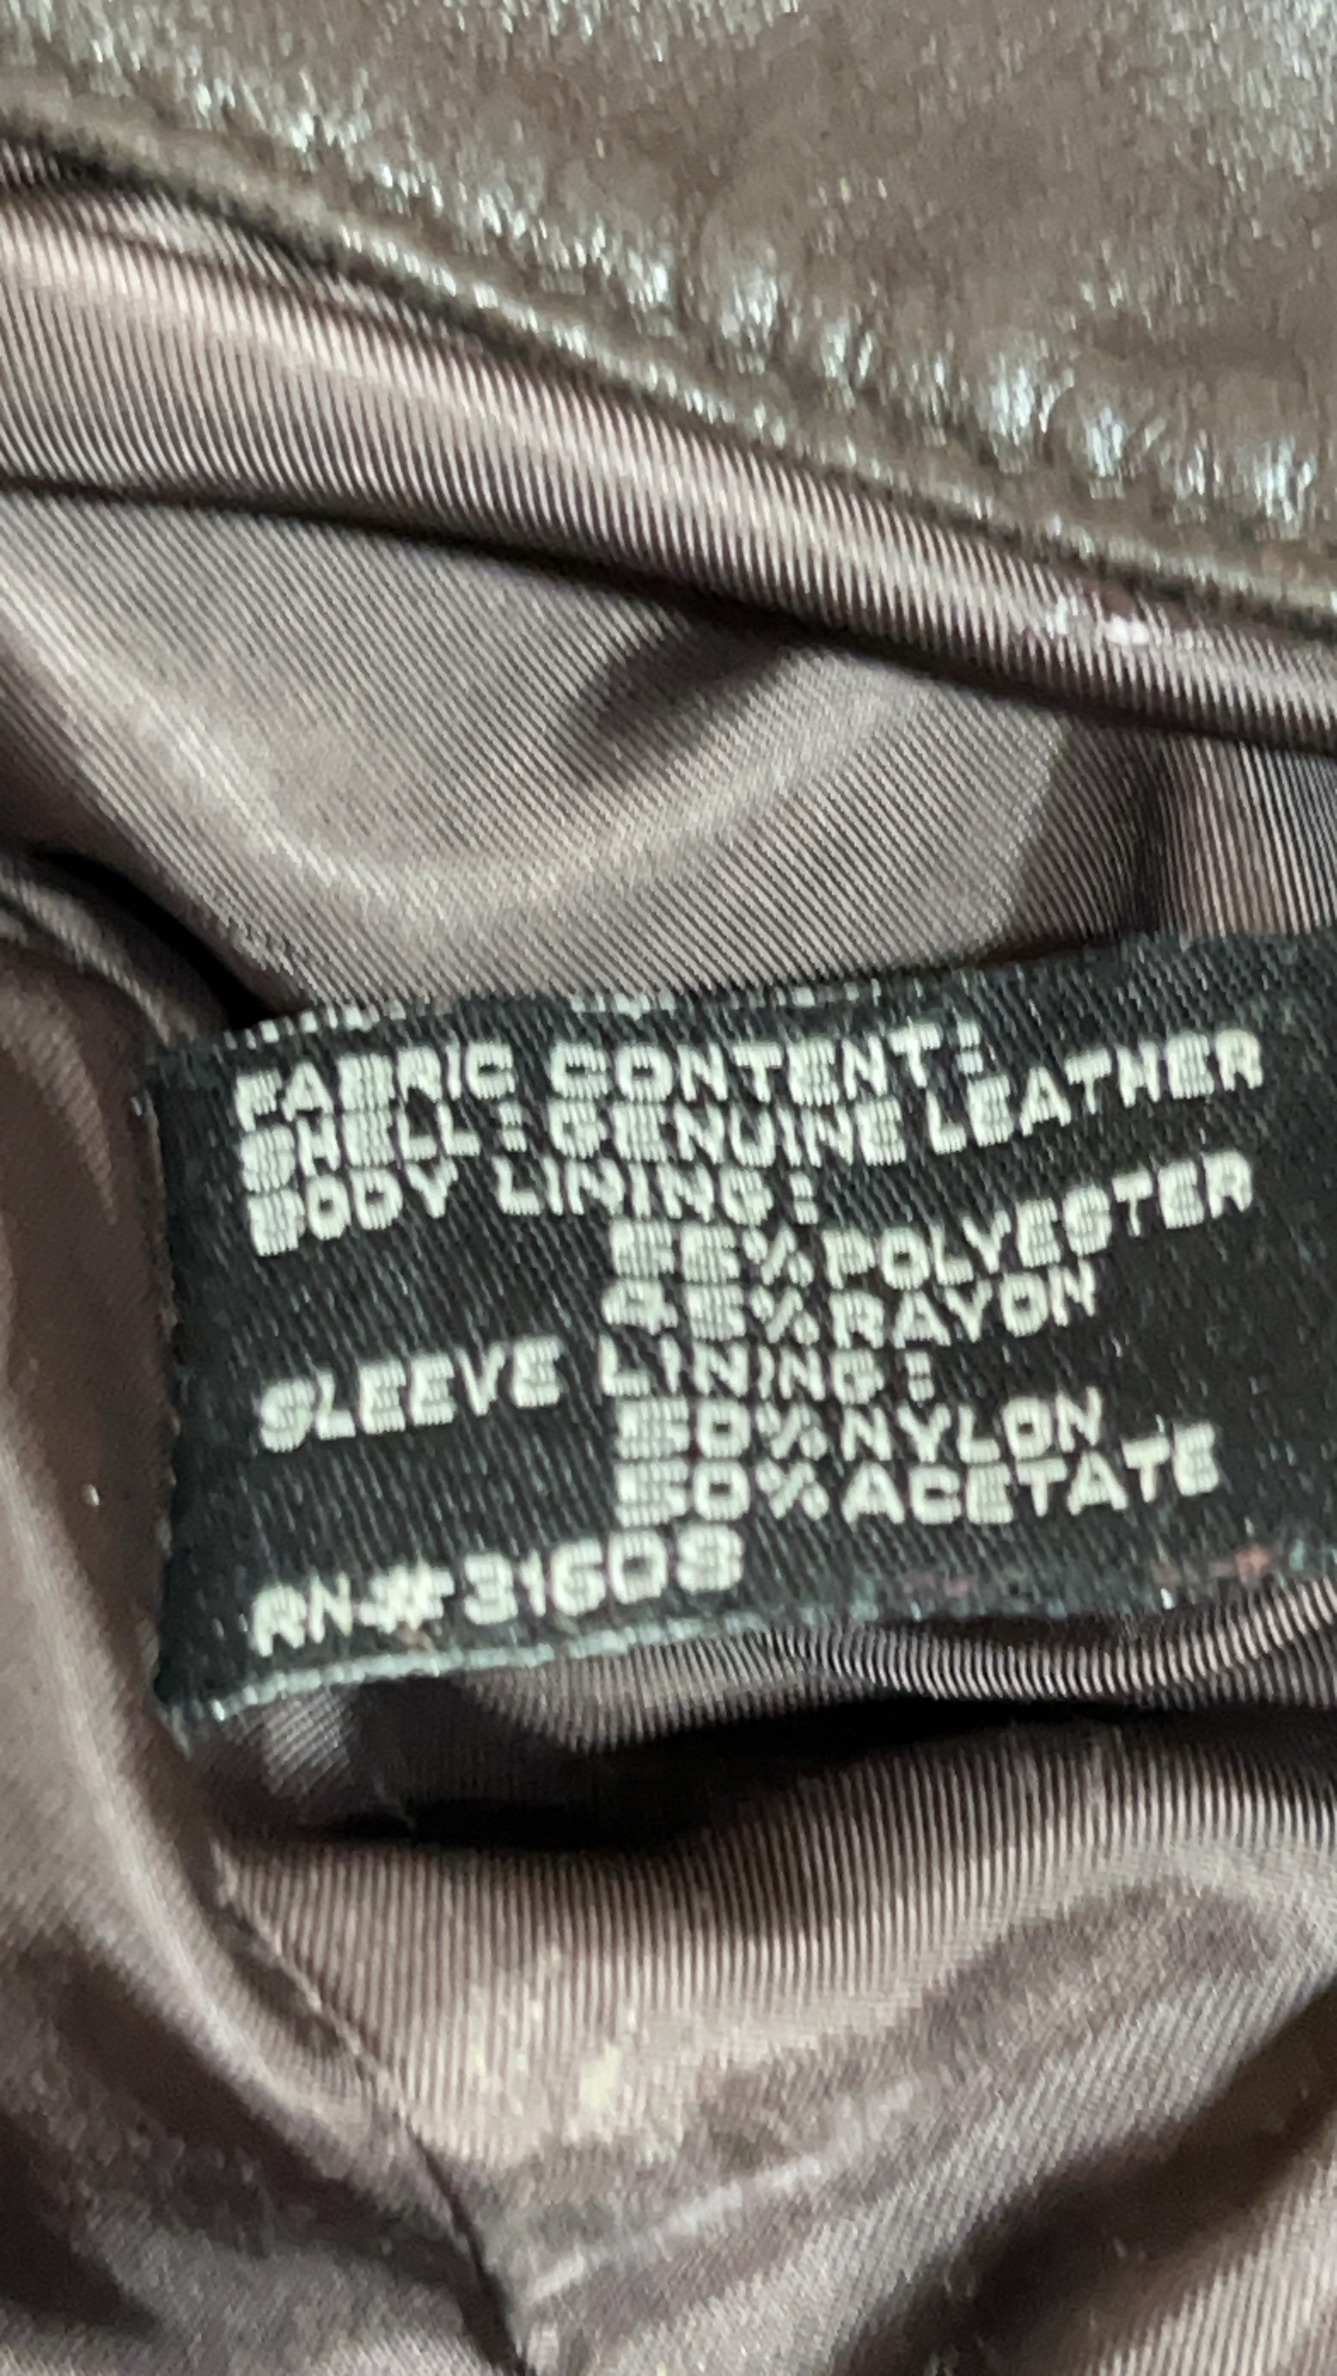 FABRIC CONTENT:
SHELL:GENUINE LEATHER
BODY LINING:
55%POLYESTER
45%RAYON
SLEEVE LINING:
50%NYLON
50%ACETATE
RN#31608